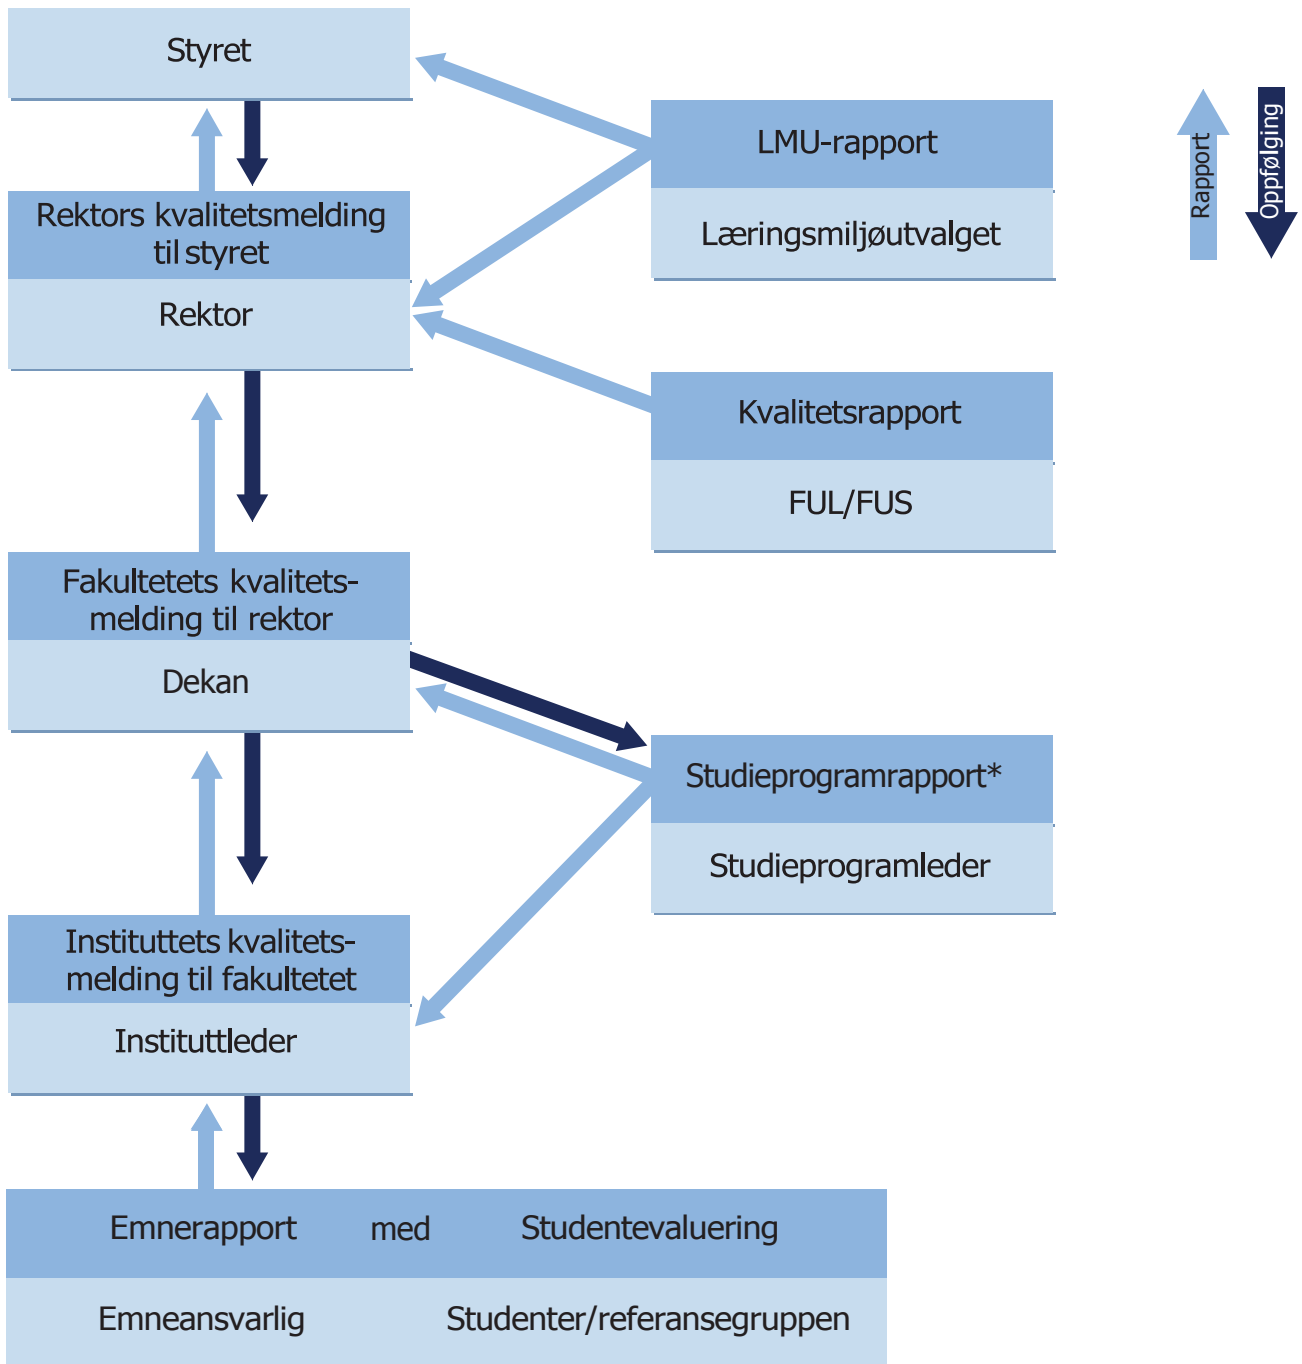 Styret
Rektors kvalitetsmelding
til styret
Rektor
Fakultetets kvalitets-
melding til rektor
Dekan
Instituttets kvalitets-
melding til fakultetet
Instituttleder
Emnerapport med Studentevaluering
Emneansvarlig Studenter/referansegruppen
LMU-rapport
Læringsmiljøutvalget
Kvalitetsrapport
FUL/FUS
Studieprogramrapport*
Studieprogramleder
Rapport
Oppfølging